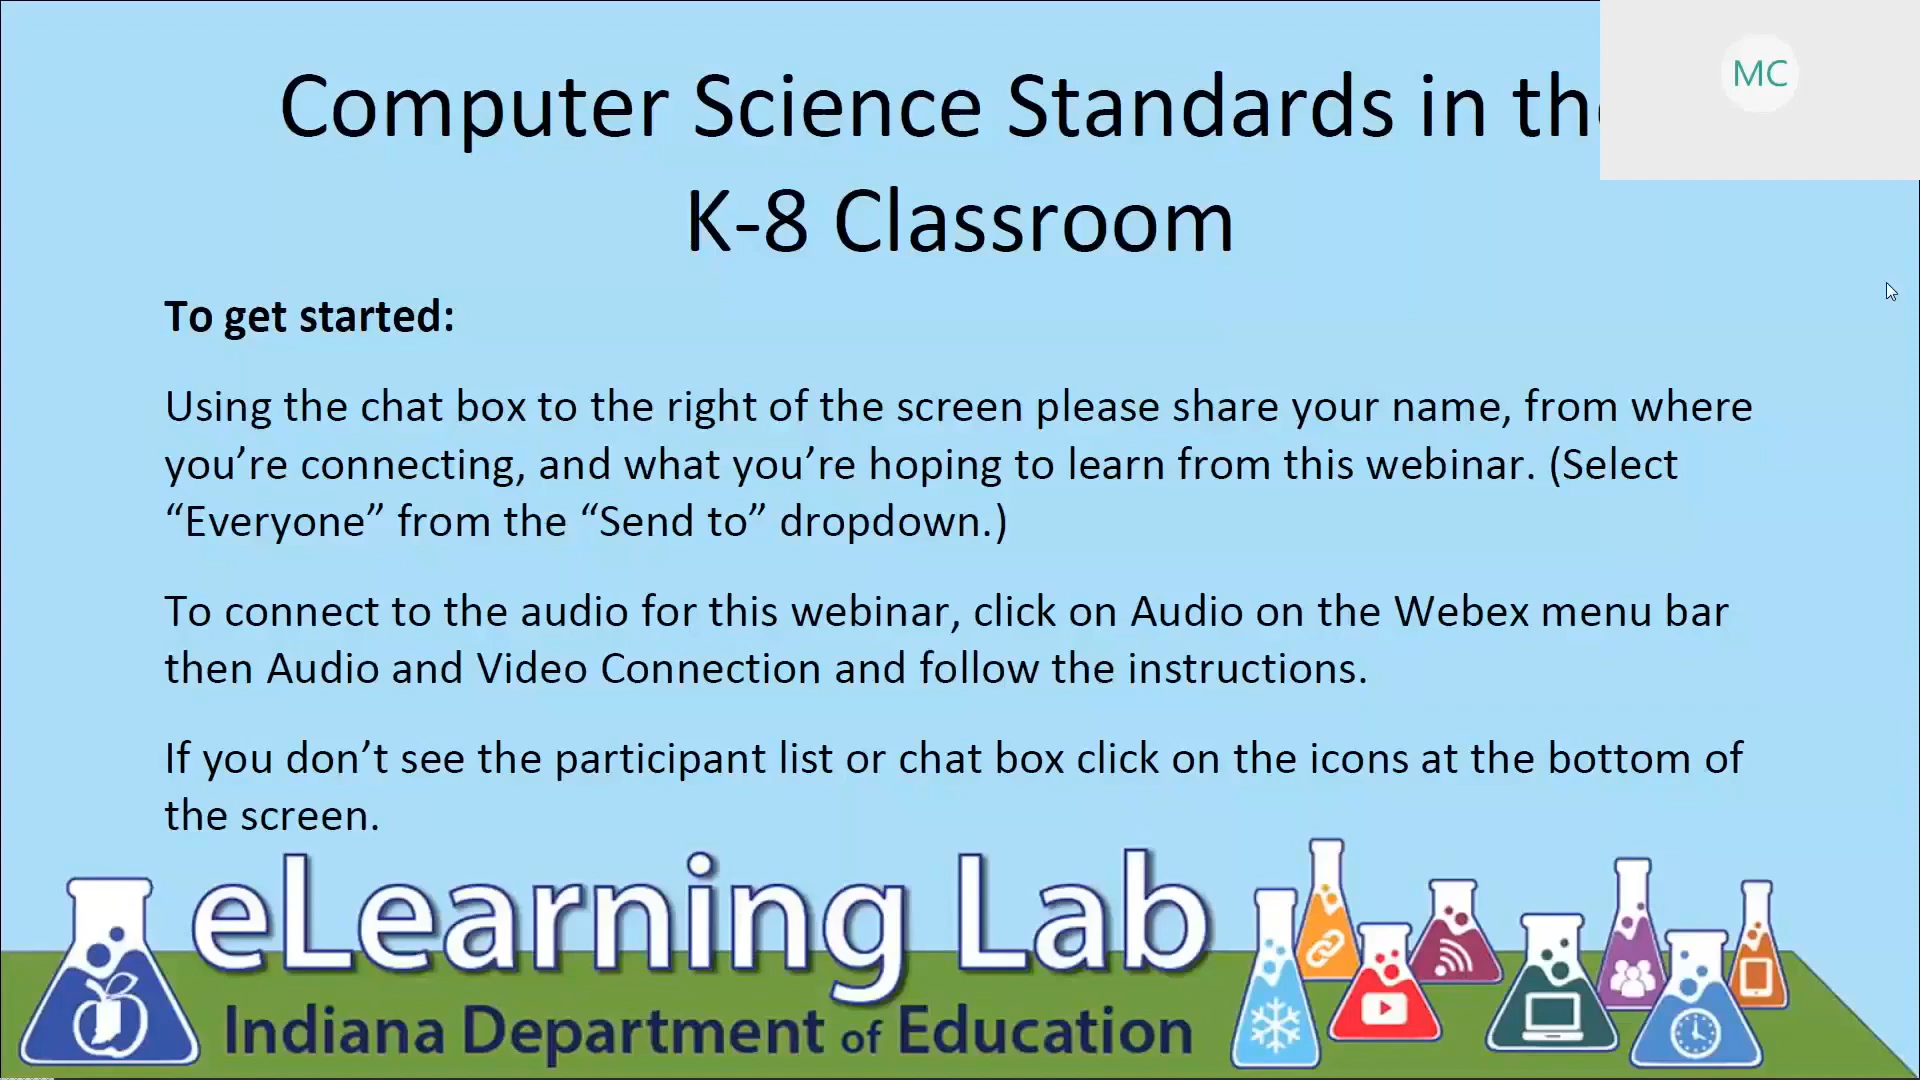 Computer Science Standards in the
MC
K-8 Classroom
To get started:
Using the chat box to the right of the screen please share your name, from where
you’re connecting, and what you’re hoping to learn from this webinar. (Select
“Everyone” from the “Send to” dropdown.)
To connect to the audio for this webinar, click on Audio on the Webex menu bar
then Audio and Video Connection and follow the instructions.
If you don’t see the participant list or chat box click on the icons at the bottom of
the screen.
eLearning Lab
Indiana Department of Education